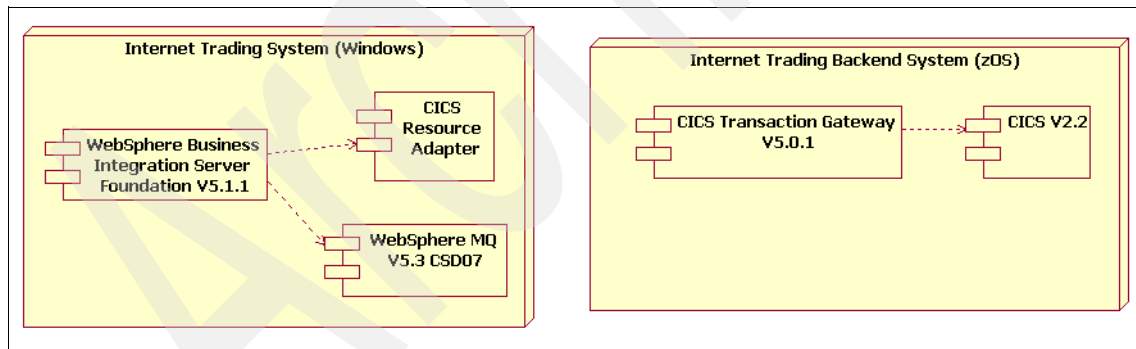 Internet Trading System (Windows)
CICS
Resource
Adapter
WebSphere Business
Integration Server
Foundation V5.1.1
WebSphere MQ
V5.3 CSD07
Internet Trading Backend System (zOS)
CICS Transaction Gateway
V5.0.1
CICS V2.2